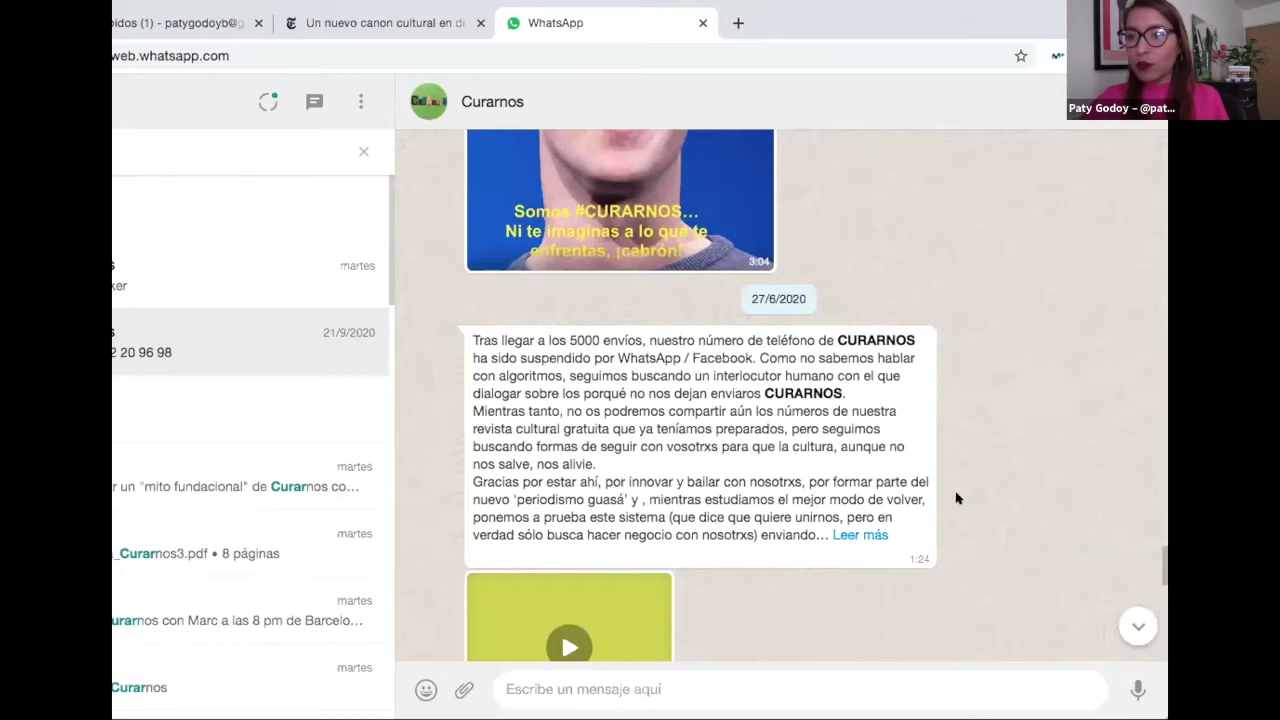 bidos (1) - patygodoyb@g
Un nuevo canon cultural en di
WhatsApp
web.whatsapp.com
Paty Godoy – @pat...
Curarnos
Somos #CURARNOS...
Ni te imaginas a lo que te
enfrentas, ¡cabrón!
3:04
27/6/2020
Tras llegar a los 5000 envíos, nuestro número de teléfono de CURARNOS
ha sido suspendido por WhatsApp / Facebook. Como no sabemos hablar
con algoritmos, seguimos buscando un interlocutor humano con el que
dialogar sobre los porqué no nos dejan enviaros CURARNOS.
Mientras tanto, no os podremos compartir aún los números de nuestra
revista cultural gratuita que ya teníamos preparados, pero seguimos
buscando formas de seguir con vosotrxs para que la cultura, aunque no
nos salve, nos alivie.
Gracias por estar ahí, por innovar y bailar con nosotrxs, por formar parte del
nuevo ‘periodismo guasá’ y , mientras estudiamos el mejor modo de volver,
ponemos a prueba este sistema (que dice que quiere unirnos, pero en
verdad sólo busca hacer negocio con nosotrxs) enviando... Leer más
1:24
Escribe un mensaje aquí
s
martes
ker
s
21/9/2020
2 20 96 98
martes
r un "mito fundacional" de Curarnos co...
martes
_Curarnos3.pdf • 8 páginas
martes
urarnos con Marc a las 8 pm de Barcelo...
martes
Curarnos